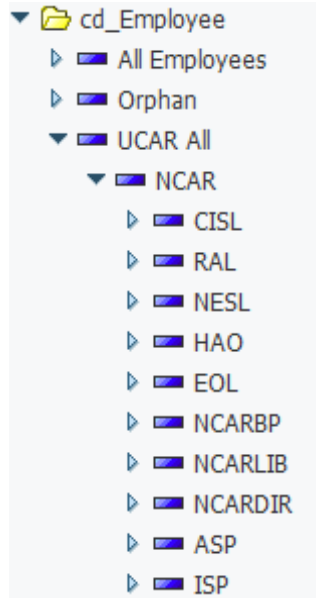 cd_Employee
All Employees
Orphan
UCAR All
NCAR
CISL
RAL
NESL
HAO
EOL
NCARBP
NCARLIB
NCARDIR
ASP
ISP